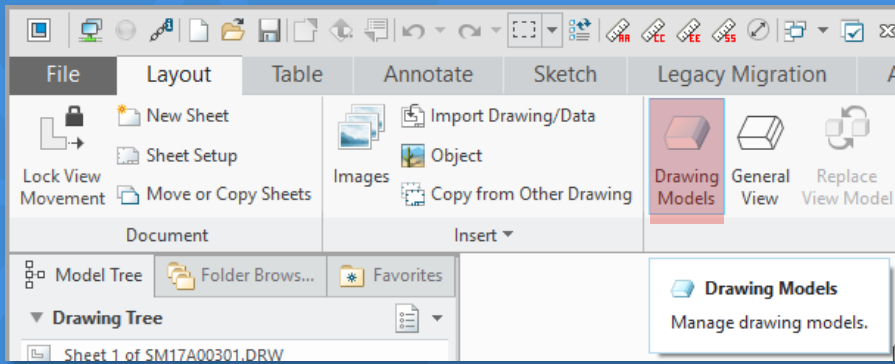 File Layout Table Annotate Sketch Legacy Migration
Lock View Movement
New Sheet
Sheet Setup
Move or Copy Sheets
Document
Images
Import Drawing/Data
Object
Copy from Other Drawing
Insert
Drawing Models
General View
Replace View Model
Model Tree Folder Brows... Favorites
Drawing Tree
Sheet 1 of SM17A00301.DRW
Drawing Models
Manage drawing models.